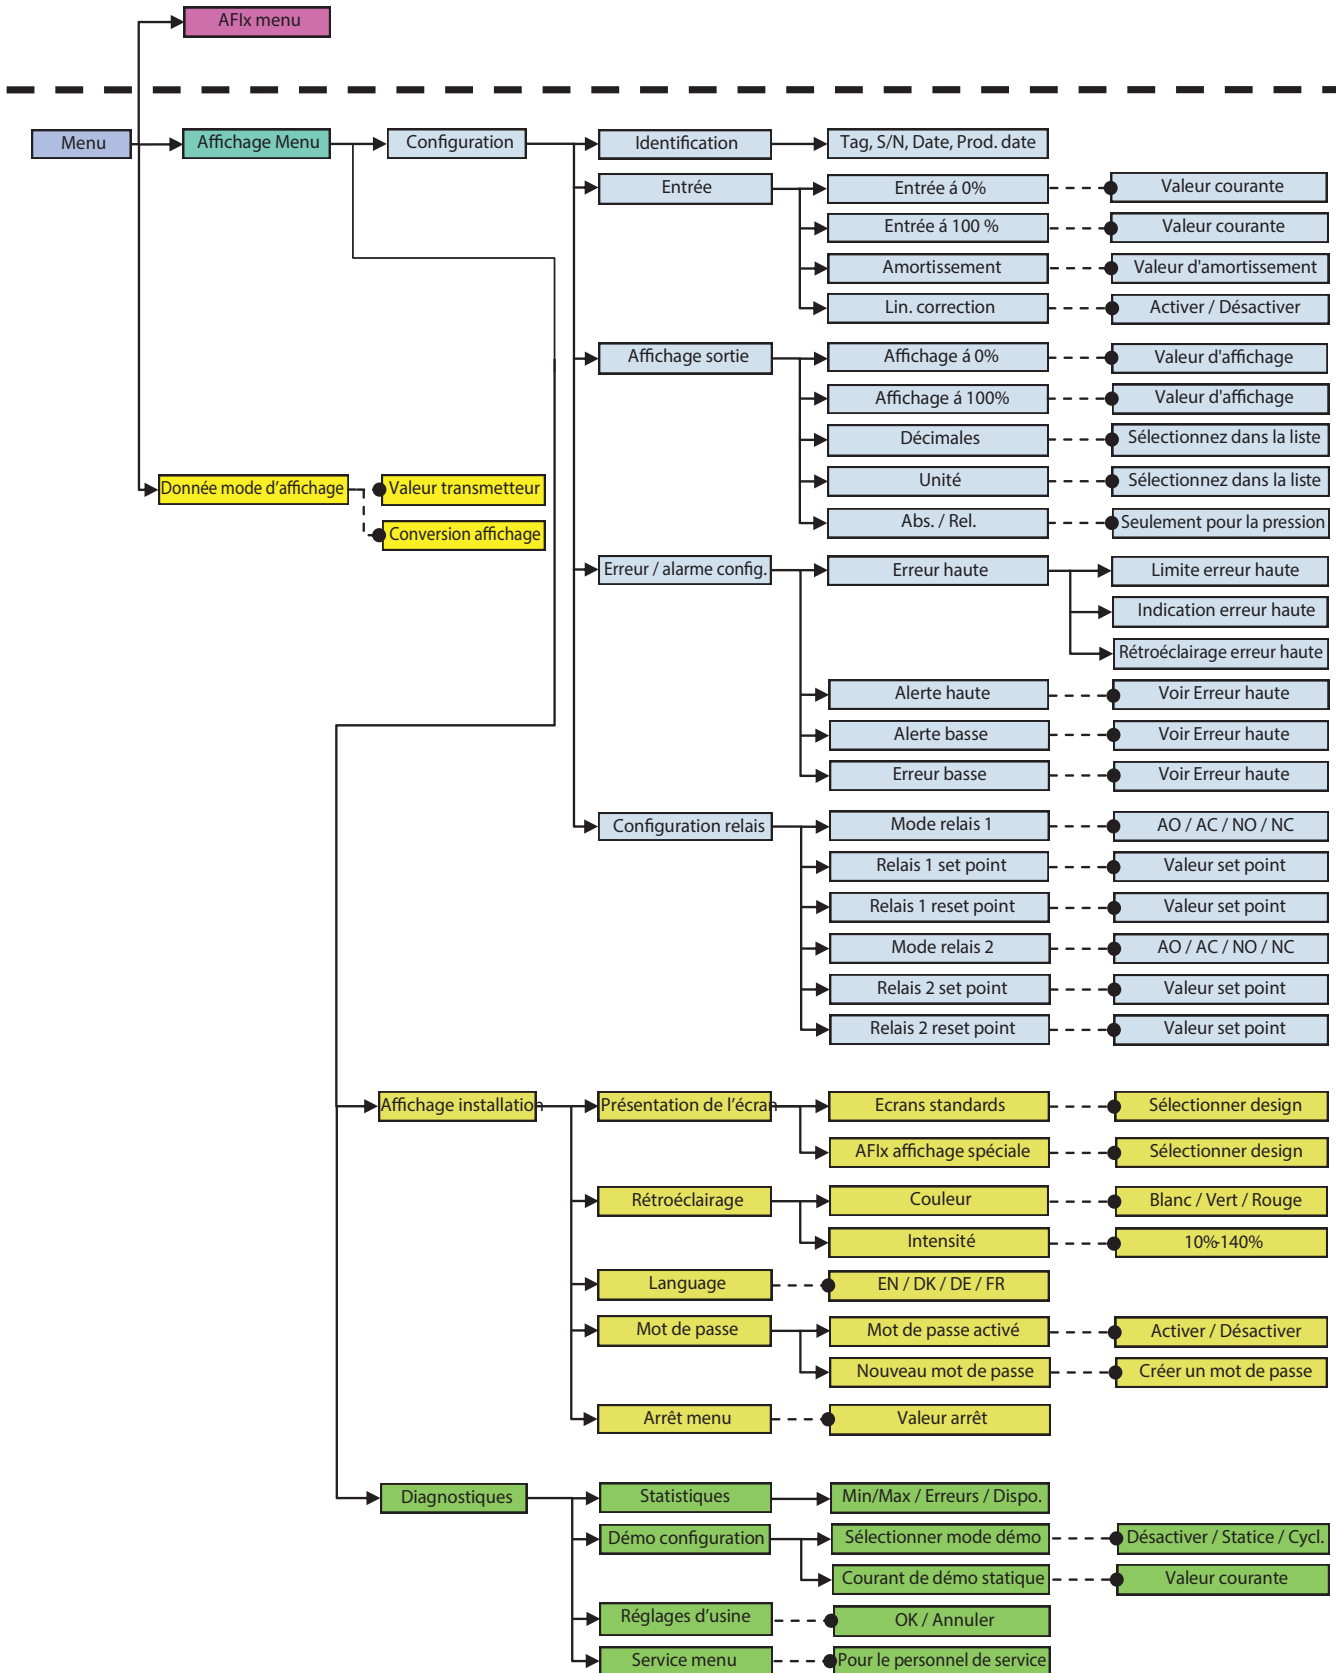 AFIx menu
Menu
Affichage Menu
Configuration
Identification
Tag, S/N, Date, Prod. date
Entrée
Entrée á 0%
Valeur courante
Entrée á 100 %
Valeur courante
Amortissement
Valeur d'amortissement
Lin. correction
Activer / Désactiver
Affichage sortie
Affichage á 0%
Valeur d'affichage
Affichage á 100%
Valeur d'affichage
Décimales
Sélectionnez dans la liste
Donnée mode d’affichage
Valeur transmetteur
Conversion affichage
Unité
Sélectionnez dans la liste
Abs. / Rel.
Seulement pour la pression
Erreur / alarme config.
Erreur haute
Limite erreur haute
Indication erreur haute
Rétroéclairage erreur haute
Alerte haute
Voir Erreur haute
Alerte basse
Voir Erreur haute
Erreur basse
Voir Erreur haute
Configuration relais
Mode relais 1
AO / AC / NO / NC
Relais 1 set point
Valeur set point
Relais 1 reset point
Valeur set point
Mode relais 2
AO / AC / NO / NC
Relais 2 set point
Valeur set point
Relais 2 reset point
Valeur set point
Affichage installation
Présentation de l’écran
Ecrans standards
Sélectionner design
AFIx affichage spéciale
Sélectionner design
Rétroéclairage
Couleur
Blanc / Vert / Rouge
Intensité
10%-140%
Language
EN / DK / DE / FR
Mot de passe
Mot de passe activé
Activer / Désactiver
Nouveau mot de passe
Créer un mot de passe
Arrêt menu
Valeur arrêt
Diagnostiques
Statistiques
Min/Max / Erreurs / Dispo.
Démo configuration
Sélectionner mode démo
Désactiver / Statice / Cycl.
Courant de démo statique
Valeur courante
Réglages d’usine
OK / Annuler
Service menu
Pour le personnel de service